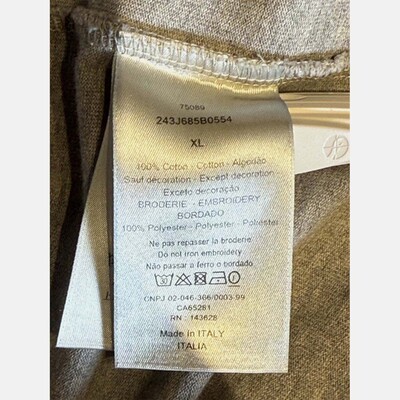 75089
243J685B0554
XL
100% Cotton - Cotton - Algodão
Sauf décoration - Except decoration
Exceto decoração
BRODERIE - EMBROIDERY
BORDADO
100% Polyester - Polyester - Poliéster
Ne pas repasser la broderie
Do not iron embroidery
Não passar a ferro o bordado
CNPJ 02-046-366/0003-99
CA65281
RN : 143628
Made in ITALY
ITALIA